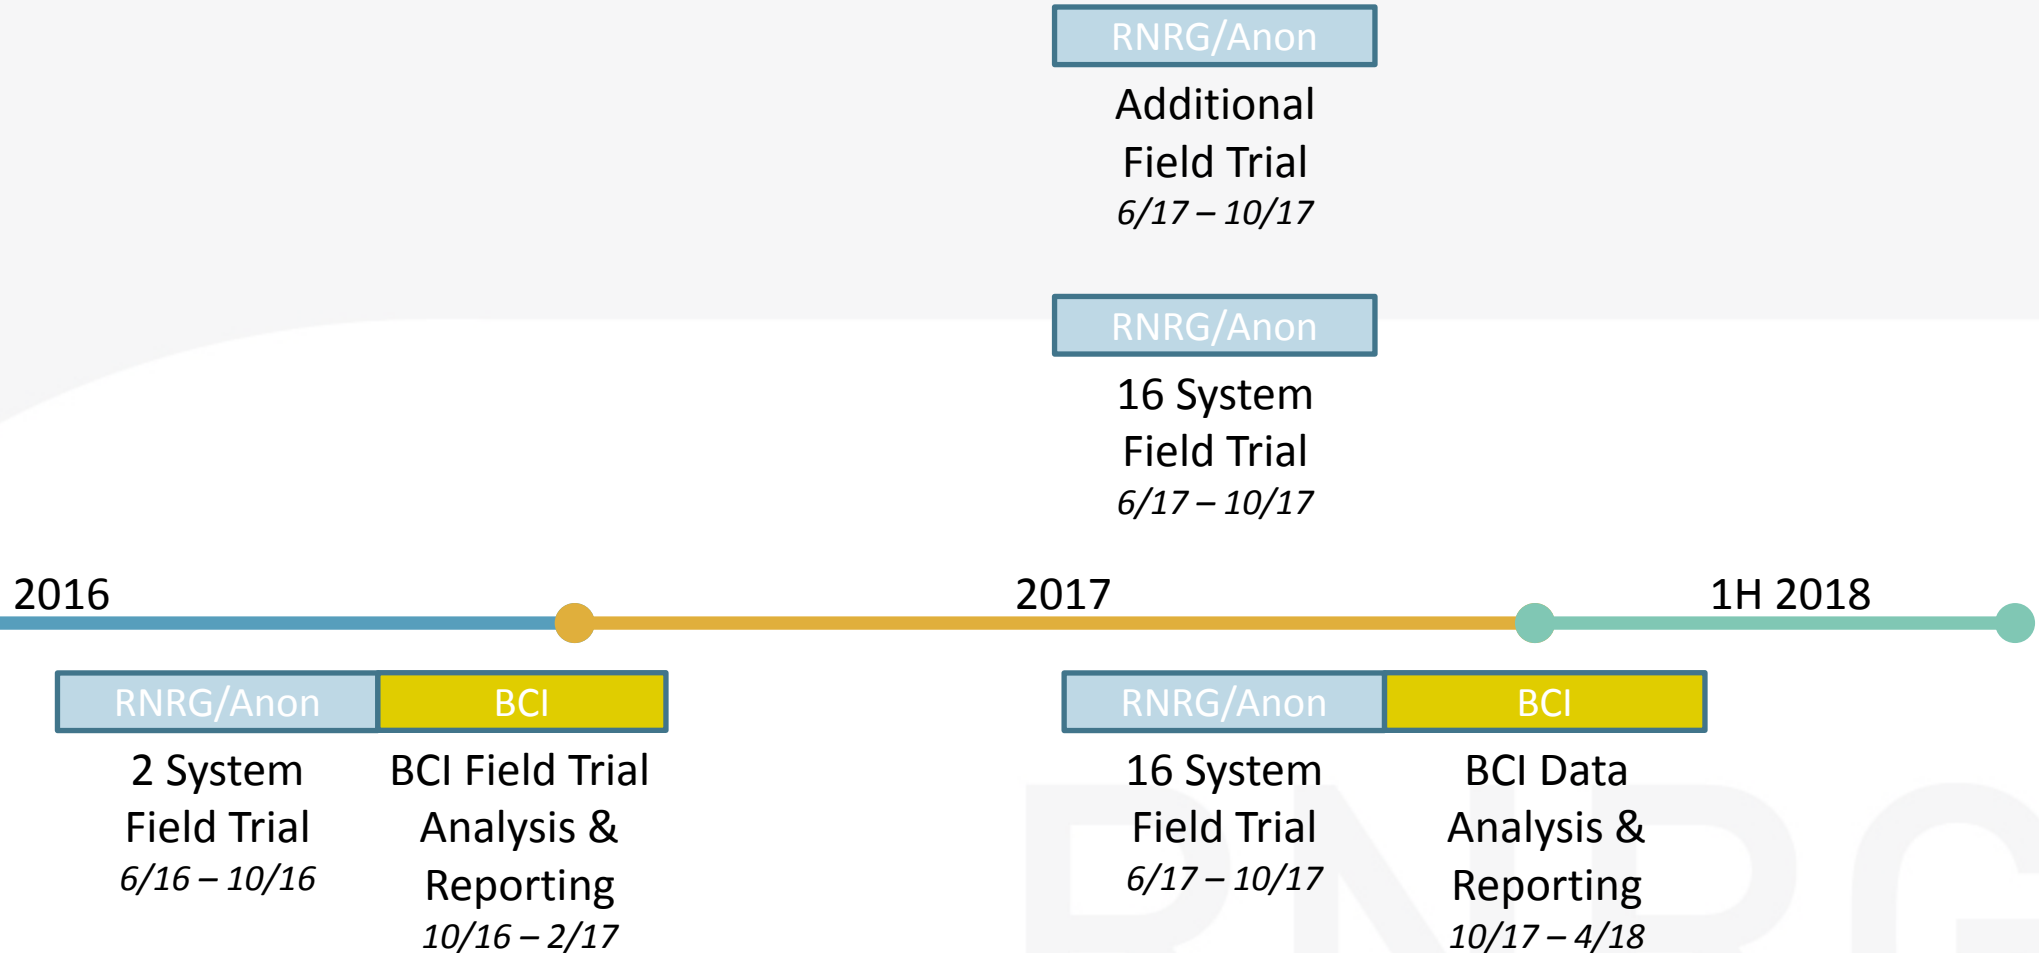 RNRG/Anon
Additional
Field Trial
6/17 – 10/17
RNRG/Anon
16 System
Field Trial
6/17 – 10/17
2016
2017
1H 2018
RNRG/Anon
BCI
2 System
Field Trial
6/16 – 10/16
BCI Field Trial
Analysis &
Reporting
10/16 – 2/17
RNRG/Anon
BCI
16 System
Field Trial
6/17 – 10/17
BCI Data
Analysis &
Reporting
10/17 – 4/18
RNRG